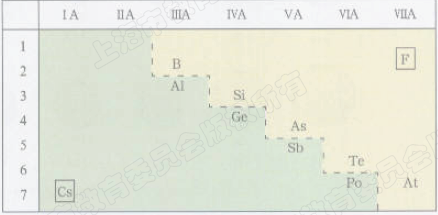 ⅠA ⅡA ⅢA ⅣA ⅤA ⅥA ⅦA
1
B F
2
Al
Si
3
Ge
4
As
5
Sb
Te
6
Po At
Cs
7